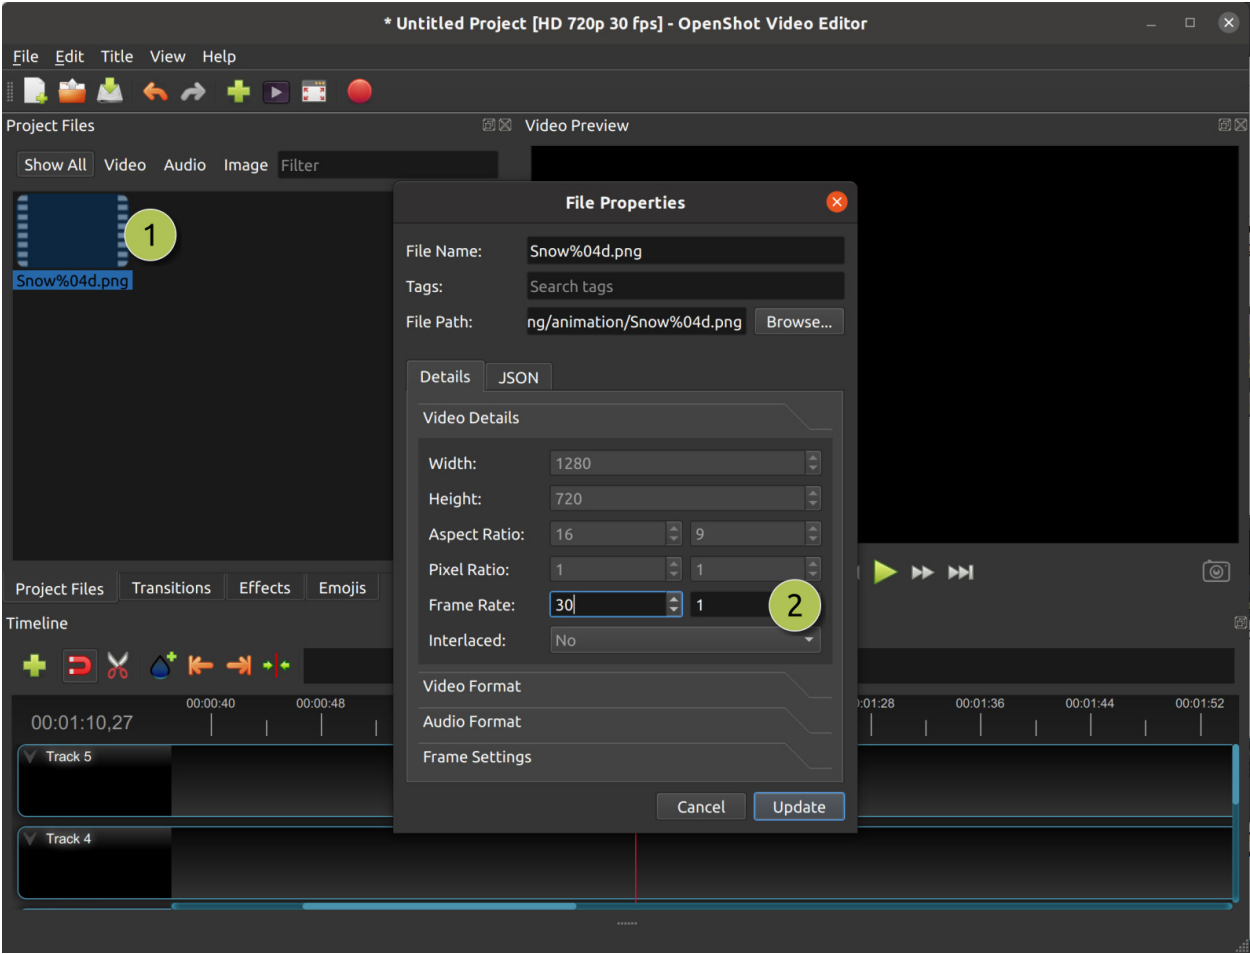 * Untitled Project [HD 720p 30 fps] - OpenShot Video Editor
File Edit Title View Help
Project Files
Video Preview
Show All Video Audio Image Filter
1
Snow%04d.png
File Properties
File Name: Snow%04d.png
Tags: Search tags
File Path: ng/animation/Snow%04d.png Browse...
Details JSON
Video Details
Width: 1280
Height: 720
Aspect Ratio: 16 9
Pixel Ratio: 1 1
Frame Rate: 30 1 2
Interlaced: No
Video Format
Audio Format
Frame Settings
Cancel Update
Project Files Transitions Effects Emojis
Timeline
00:01:10,27
00:00:40 00:00:48 :01:28 00:01:36 00:01:44 00:01:52
Track 5
Track 4